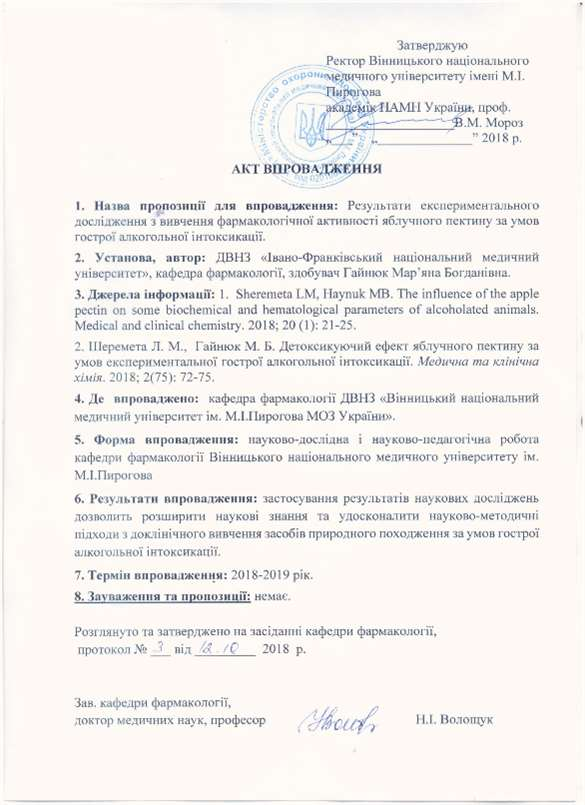 Затверджую
Ректор Вінницького національного
медичного університету імені М.І.
Пирогова
академік НАМН України, проф.
В.М. Мороз
„ „ ” 2018 р.
АКТ ВПРОВАДЖЕННЯ
1. Назва пропозиції для впровадження: Результати експериментального
дослідження з вивчення фармакологічної активності яблучного пектину за умов
гострої алкогольної інтоксикації.
2. Установа, автор: ДВНЗ «Івано-Франківський національний медичний
університет», кафедра фармакології, здобувач Гайнюк Мар’яна Богданівна.
3. Джерела інформації: 1. Sheremeta LM, Haynuk MB. The influence of the apple
pectin on some biochemical and hematological parameters of alcoholated animals.
Medical and clinical chemistry. 2018; 20 (1): 21-25.
2. Шеремета Л. М., Гайнюк М. Б. Детоксикуючий ефект яблучного пектину за
умов експериментальної гострої алкогольної інтоксикації. Медична та клінічна
хімія. 2018; 2(75): 72-75.
4. Де впроваджено: кафедра фармакології ДВНЗ «Вінницький національний
медичний університет ім. М.І.Пирогова МОЗ України».
5. Форма впровадження: науково-дослідна і науково-педагогічна робота
кафедри фармакології Вінницького національного медичного університету ім.
М.І.Пирогова
6. Результати впровадження: застосування результатів наукових досліджень
дозволить розширити наукові знання та удосконалити науково-методичні
підходи з доклінічного вивчення засобів природного походження за умов гострої
алкогольної інтоксикації.
7. Термін впровадження: 2018-2019 рік.
8. Зауваження та пропозиції: немає.
Розглянуто та затверджено на засіданні кафедри фармакології,
протокол № 3 від 12.10 2018 р.
Зав. кафедри фармакології,
доктор медичних наук, професор Н.І. Волощук